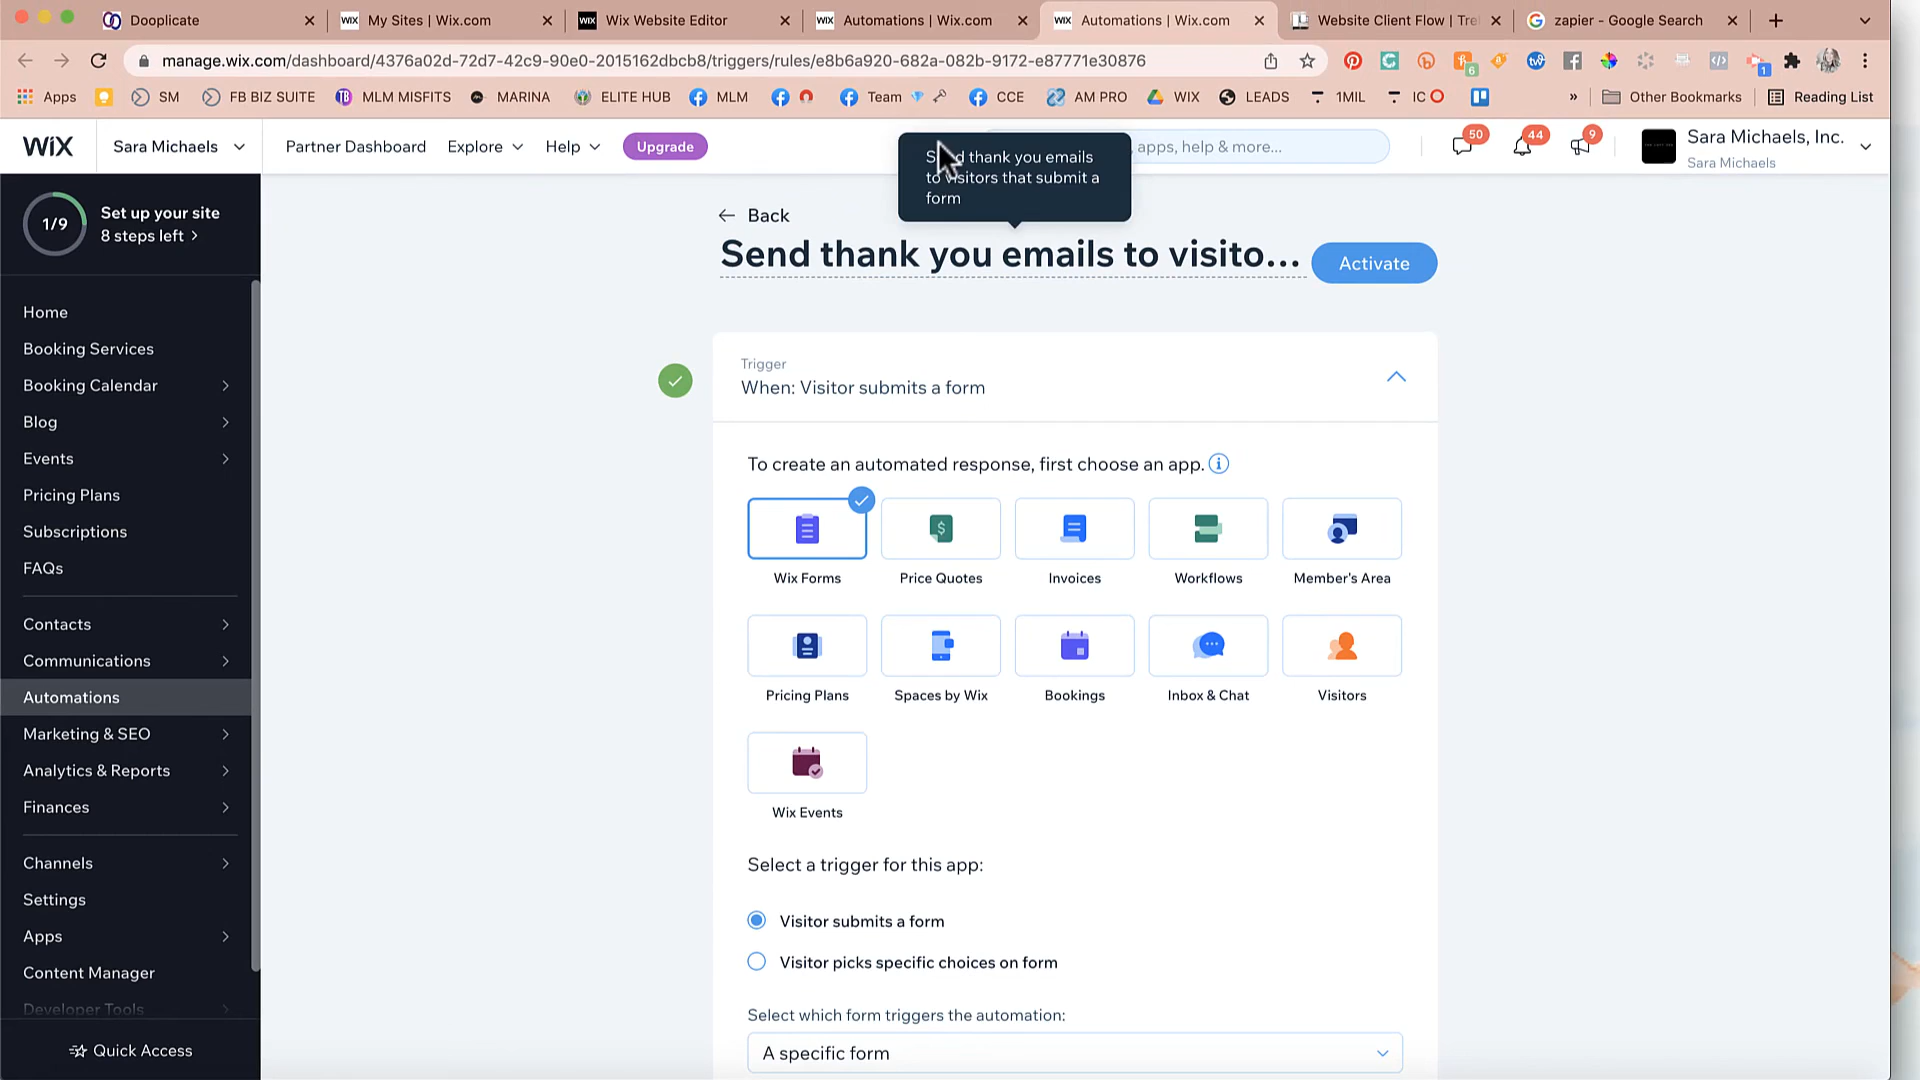 Dooplicate
WiX My Sites | Wix.com
WiX Wix Website Editor
WiX Automations | Wix.com
WiX Automations | Wix.com
Website Client Flow | Trel
zapier - Google Search
manage.wix.com/dashboard/4376a02d-72d7-42c9-90e0-2015162dbcb8/triggers/rules/e8b6a920-682a-082b-9172-e87771e30876
6
1
Apps
SM
FB BIZ SUITE
MLM MISFITS
MARINA
ELITE HUB
MLM
Team
CCE
AM PRO
WIX
LEADS
1MIL
IC
»
Other Bookmarks
Reading List
WiX
Sara Michaels
Partner Dashboard
Explore
Help
Upgrade
, apps, help & more...
50
44
9
Sara Michaels, Inc.
Sara Michaels
thank you emails
to visitors that submit a
form
1/9
Set up your site
8 steps left >
Home
Booking Services
Booking Calendar
Blog
Events
Pricing Plans
Subscriptions
FAQs
Contacts
Communications
Automations
Marketing & SEO
Analytics & Reports
Finances
Channels
Settings
Apps
Content Manager
Developer Tools
Quick Access
← Back
Send thank you emails to visito...
Activate
Trigger
When: Visitor submits a form
To create an automated response, first choose an app.
Wix Forms
Price Quotes
Invoices
Workflows
Member's Area
Pricing Plans
Spaces by Wix
Bookings
Inbox & Chat
Visitors
Wix Events
Select a trigger for this app:
Visitor submits a form
Visitor picks specific choices on form
Select which form triggers the automation:
A specific form